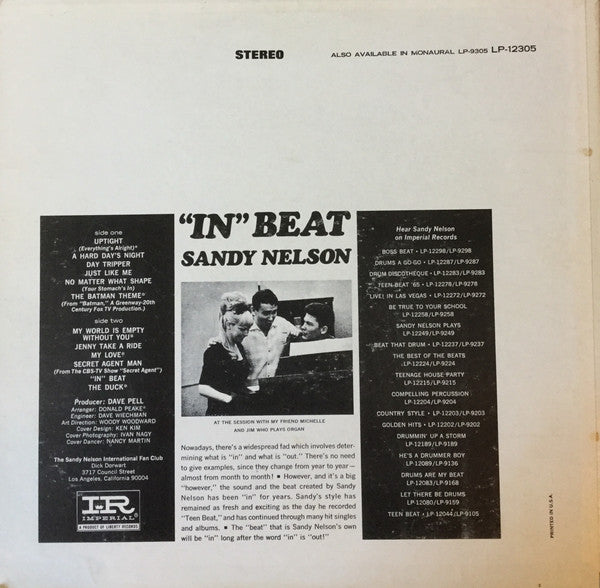 STEREO
ALSO AVAILABLE IN MONAURAL LP-9305 LP-12305
side one
UPTIGHT
(Everything's Alright)*
A HARD DAY'S NIGHT
DAY TRIPPER
JUST LIKE ME
NO MATTER WHAT SHAPE
(Your Stomach's In)
THE BATMAN THEME*
(From "Batman," A Greenway-20th
Century Fox TV Production.)
side two
MY WORLD IS EMPTY
WITHOUT YOU*
JENNY TAKE A RIDE
MY LOVE*
SECRET AGENT MAN
(From The CBS-TV Show "Secret Agent")
"IN" BEAT
THE DUCK*
Producer: DAVE PELL
Arranger: DONALD PEAKE*
Engineer: DAVE WIECHMAN
Art Direction: WOODY WOODWARD
Cover Design: KEN KIM
Cover Photography: IVAN NAGY
Cover Dancer: NANCY MARTIN
The Sandy Nelson International Fan Club
Dick Dorwart
3717 Council Street
Los Angeles, California 90004
I-R
IMPERIAL®
A PRODUCT OF LIBERTY RECORDS
"IN" BEAT
SANDY NELSON
AT THE SESSION WITH MY FRIEND MICHELLE
AND JIM WHO PLAYS ORGAN
Nowadays, there's a widespread fad which involves deter-
mining what is "in" and what is "out." There's no need
to give examples, since they change from year to year—
almost from month to month! ■ However, and it's a big
"however," the sound and the beat created by Sandy
Nelson has been "in" for years. Sandy's style has
remained as fresh and exciting as the day he recorded
"Teen Beat," and has continued through many hit singles
and albums. ■ The "beat" that is Sandy Nelson's own
will be "in" long after the word "in" is "out!"
Hear Sandy Nelson
on Imperial Records
BOSS BEAT • LP-12298/LP-9298
DRUMS A GO-GO • LP-12287/LP-9287
DRUM DISCOTHEQUE • LP-12283/LP-9283
TEEN BEAT '65 • LP-12278/LP-9278
LIVE! IN LAS VEGAS • LP-12272/LP-9272
BE TRUE TO YOUR SCHOOL
LP-12258/LP-9258
SANDY NELSON PLAYS
LP-12249/LP-9249
BEAT THAT DRUM • LP-12237/LP-9237
THE BEST OF THE BEATS
LP-12224/LP-9224
TEENAGE HOUSE PARTY
LP-12215/LP-9215
COMPELLING PERCUSSION
LP-12204/LP-9204
COUNTRY STYLE • LP-12203/LP-9203
GOLDEN HITS • LP-12202/LP-9202
DRUMMIN' UP A STORM
LP-12189/LP-9189
HE'S A DRUMMER BOY
LP-12089/LP-9136
DRUMS ARE MY BEAT
LP-12083/LP-9168
LET THERE BE DRUMS
LP-12080/LP-9159
TEEN BEAT • LP-12044/LP-9105
PRINTED IN U.S.A.